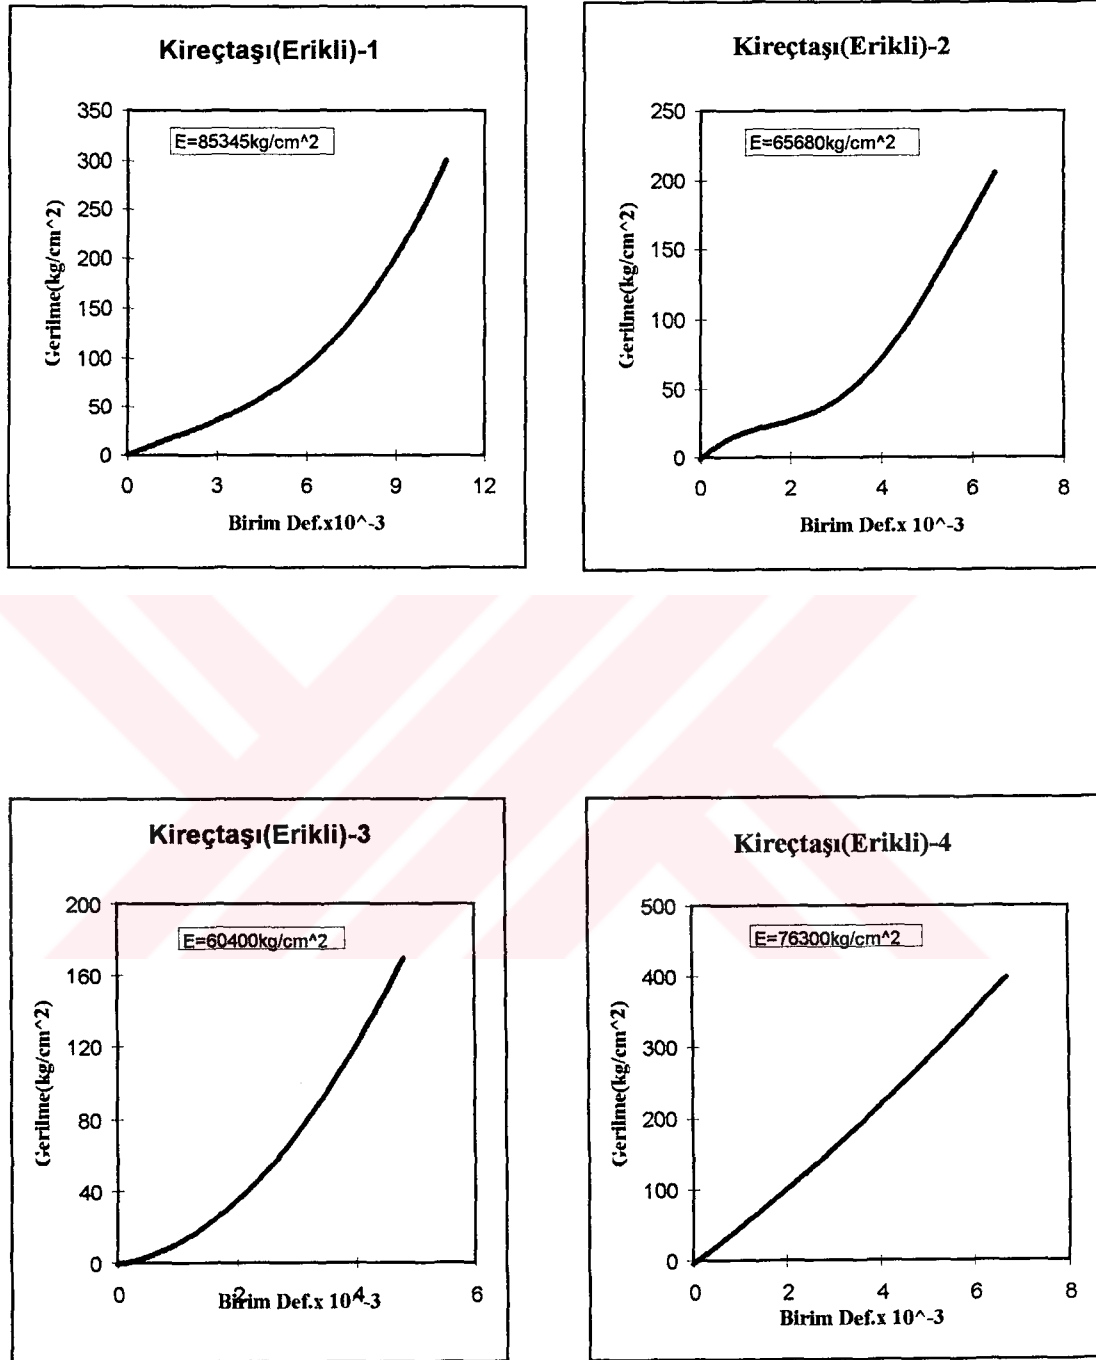 Kireçtaşı(Erikli)-1
E=85345kg/cm^2
Gerilme(kg/cm^2)
350
300
250
200
150
100
50
0
0 3 6 9 12
Birim Def.x10^-3
Kireçtaşı(Erikli)-2
E=65680kg/cm^2
Gerilme(kg/cm^2)
250
200
150
100
50
0
0 2 4 6 8
Birim Def.x 10^-3
Kireçtaşı(Erikli)-3
E=60400kg/cm^2
Gerilme(kg/cm^2)
200
160
120
80
40
0
0 2 4 6
Birim Def.x 10^-3
Kireçtaşı(Erikli)-4
E=76300kg/cm^2
Gerilme(kg/cm^2)
500
400
300
200
100
0
0 2 4 6 8
Birim Def.x 10^-3